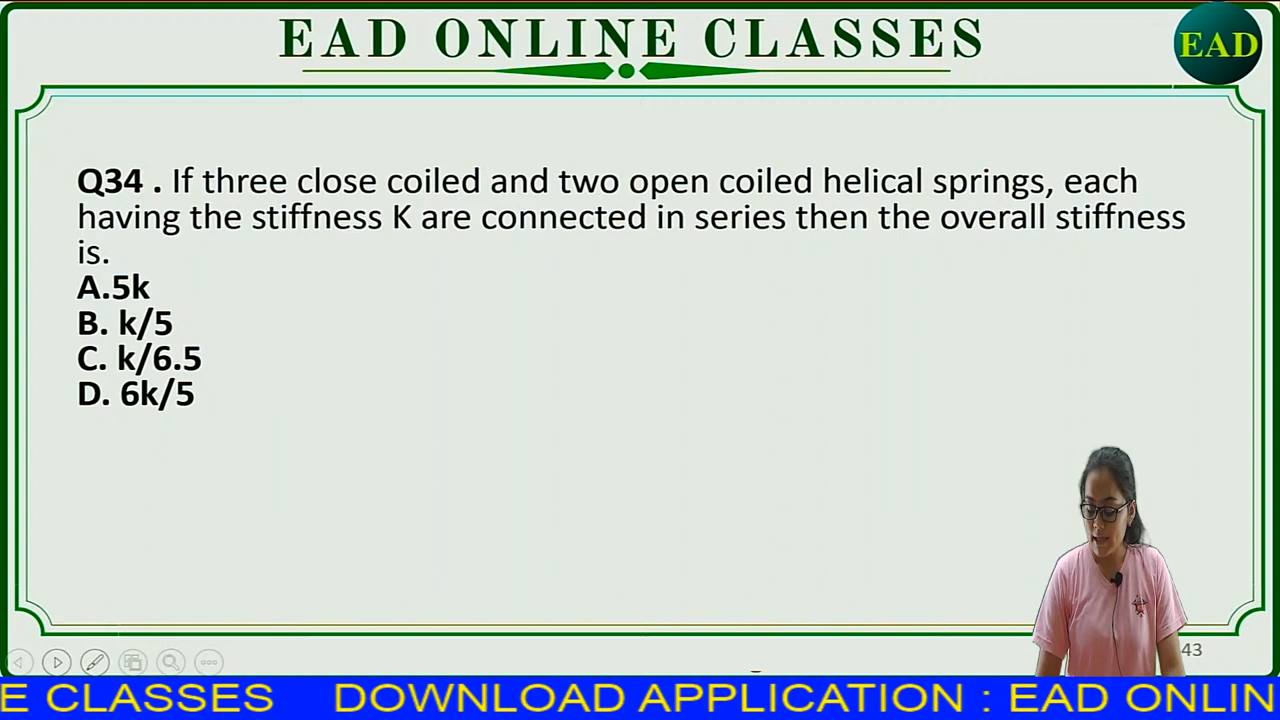 EAD ONLINE CLASSES
EAD
Q34 . If three close coiled and two open coiled helical springs, each
having the stiffness K are connected in series then the overall stiffness
is.
A.5k
B. k/5
C. k/6.5
D. 6k/5
43
E CLASSES DOWNLOAD APPLICATION : EAD ONLIN